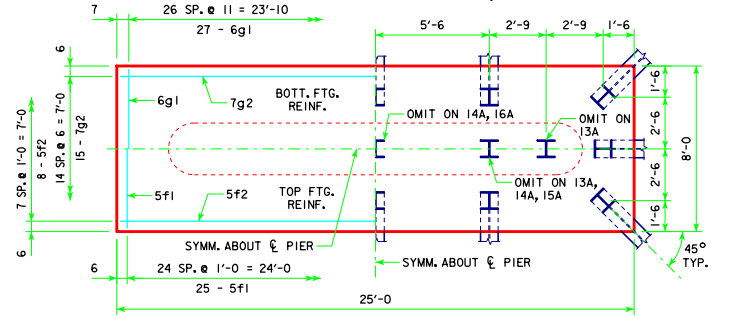 7
26 SP. @ 11 = 23'-10
27 - 6g1
5'-6
2'-9
2'-9
1'-6
6
14 SP. @ 6 = 7'-0
15 - 7g2
7 SP. @ 1'-0 = 7'-0
8 - 5f2
6
6g1
7g2
BOTT. FTG.
REINF.
OMIT ON 14A, 16A
OMIT ON
13A
1'-6
2'-6
2'-6
1'-6
8'-0
5f1
5f2
TOP FTG.
REINF.
OMIT ON 13A,
14A, 15A
SYMM. ABOUT ℄ PIER
SYMM. ABOUT ℄ PIER
45°
TYP.
6
24 SP. @ 1'-0 = 24'-0
25 - 5f1
25'-0